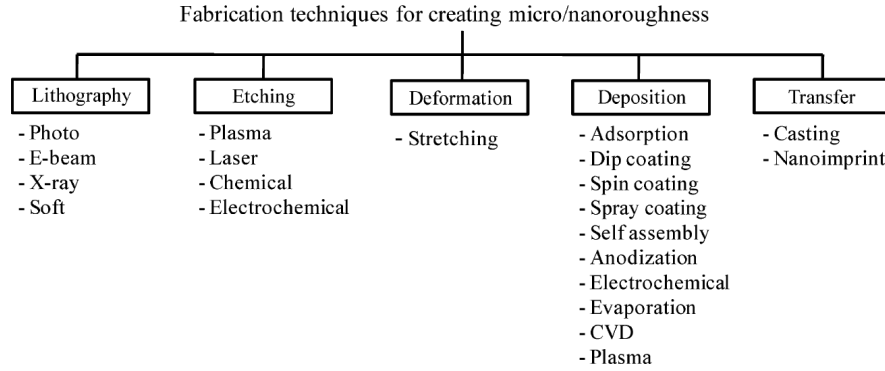 Fabrication techniques for creating micro/nanoroughness
Lithography
- Photo
- E-beam
- X-ray
- Soft
Etching
- Plasma
- Laser
- Chemical
- Electrochemical
Deformation
- Stretching
Deposition
- Adsorption
- Dip coating
- Spin coating
- Spray coating
- Self assembly
- Anodization
- Electrochemical
- Evaporation
- CVD
- Plasma
Transfer
- Casting
- Nanoimprint